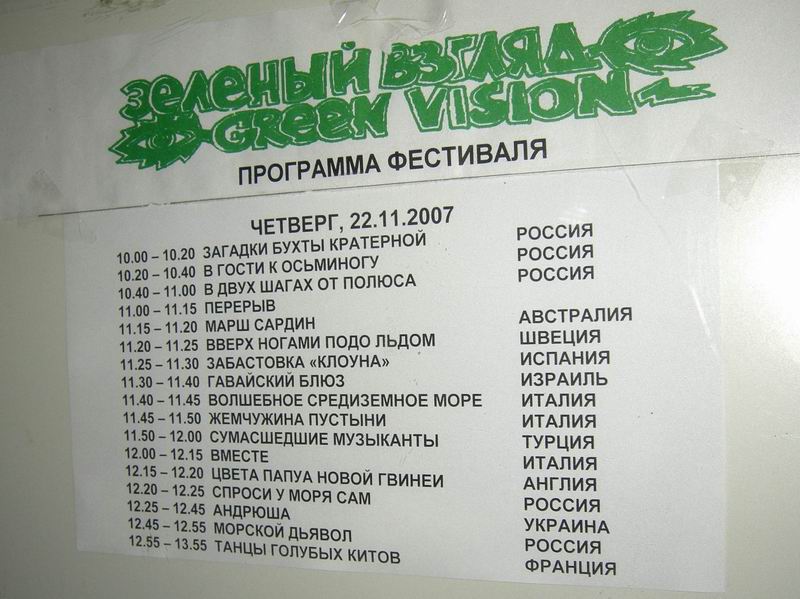 ЗЕЛЕНЫЙ ВЗГЛЯД
GREEN VISION
ПРОГРАММА ФЕСТИВАЛЯ
ЧЕТВЕРГ, 22.11.2007
10.00 – 10.20 ЗАГАДКИ БУХТЫ КРАТЕРНОЙ РОССИЯ
10.20 – 10.40 В ГОСТИ К ОСЬМИНОГУ РОССИЯ
10.40 – 11.00 В ДВУХ ШАГАХ ОТ ПОЛЮСА РОССИЯ
11.00 – 11.15 ПЕРЕРЫВ
11.15 – 11.20 МАРШ САРДИН АВСТРАЛИЯ
11.20 – 11.25 ВВЕРХ НОГАМИ ПОДО ЛЬДОМ ШВЕЦИЯ
11.25 – 11.30 ЗАБАСТОВКА «КЛОУНА» ИСПАНИЯ
11.30 – 11.40 ГАВАЙСКИЙ БЛЮЗ ИЗРАИЛЬ
11.40 – 11.45 ВОЛШЕБНОЕ СРЕДИЗЕМНОЕ МОРЕ ИТАЛИЯ
11.45 – 11.50 ЖЕМЧУЖИНА ПУСТЫНИ ИТАЛИЯ
11.50 – 12.00 СУМАСШЕДШИЕ МУЗЫКАНТЫ ТУРЦИЯ
12.00 – 12.15 ВМЕСТЕ ИТАЛИЯ
12.15 – 12.20 ЦВЕТА ПАПУА НОВОЙ ГВИНЕИ АНГЛИЯ
12.20 – 12.25 СПРОСИ У МОРЯ САМ РОССИЯ
12.25 – 12.45 АНДРЮША УКРАИНА
12.45 – 12.55 МОРСКОЙ ДЬЯВОЛ РОССИЯ
12.55 – 13.55 ТАНЦЫ ГОЛУБЫХ КИТОВ ФРАНЦИЯ